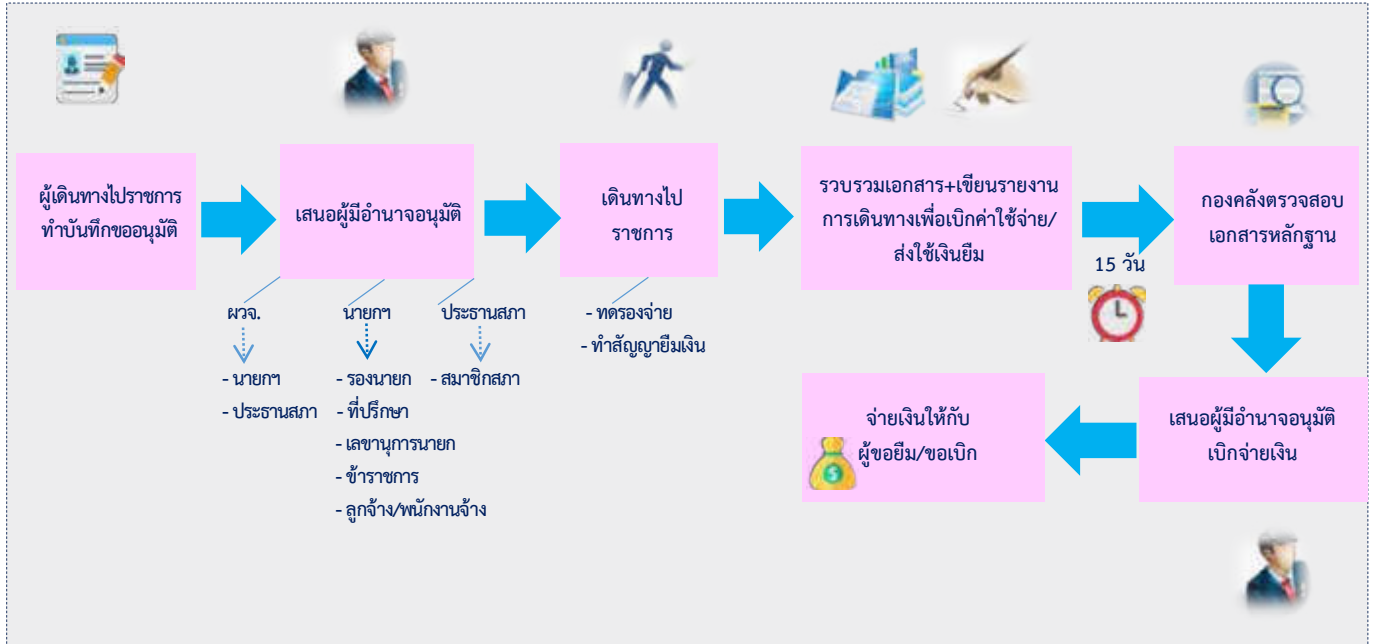 ผู้เดินทางไปราชการ
ทำบันทึกขออนุมัติ
เสนอผู้มีอำนาจอนุมัติ
เดินทางไป
ราชการ
รวบรวมเอกสาร+เขียนรายงาน
การเดินทางเพื่อเบิกค่าใช้จ่าย/
ส่งใช้เงินยืม
15 วัน
กองคลังตรวจสอบ
เอกสารหลักฐาน
ผวจ.
- นายกฯ
- ประธานสภา
นายกฯ
- รองนายก
- ที่ปรึกษา
- เลขานุการนายก
- ข้าราชการ
- ลูกจ้าง/พนักงานจ้าง
ประธานสภา
- สมาชิกสภา
- ทดรองจ่าย
- ทำสัญญายืมเงิน
เสนอผู้มีอำนาจอนุมัติ
เบิกจ่ายเงิน
จ่ายเงินให้กับ
ผู้ขอยืม/ขอเบิก